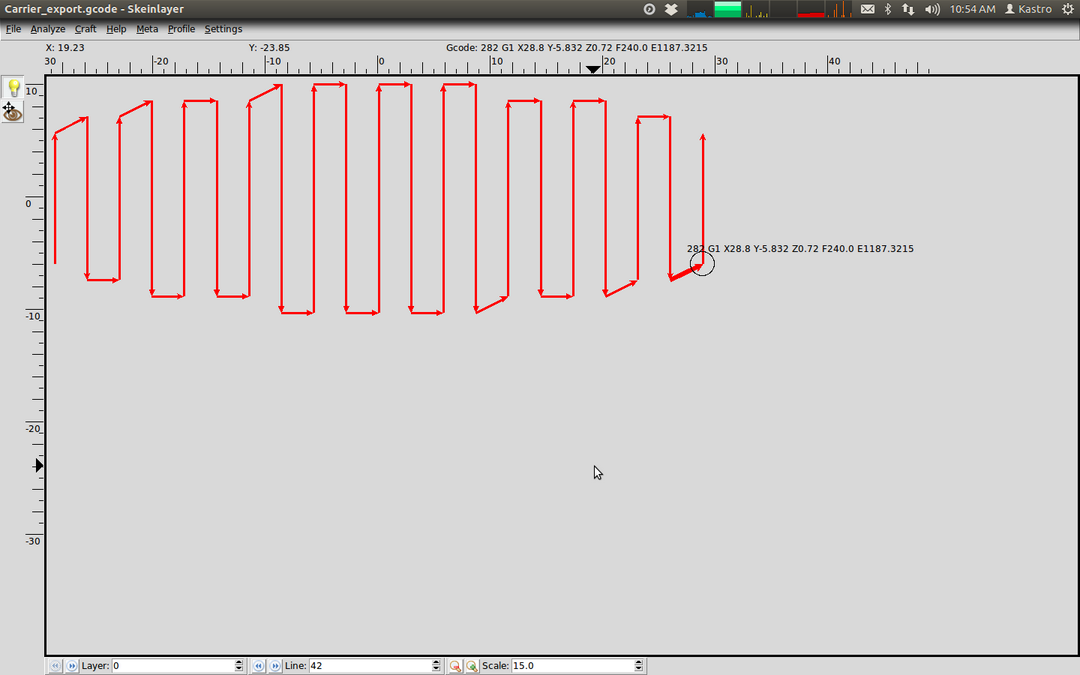 Carrier_export.gcode - Skeinlayer 10:54 AM Kastro
File Analyze Craft Help Meta Profile Settings
X: 19.23 Y: -23.85 Gcode: 282 G1 X28.8 Y-5.832 Z0.72 F240.0 E1187.3215
30 -20 -10 0 10 20 30 40
10
0
282 G1 X28.8 Y-5.832 Z0.72 F240.0 E1187.3215
-10
-20
-30
Layer: 0 Line: 42 Scale: 15.0